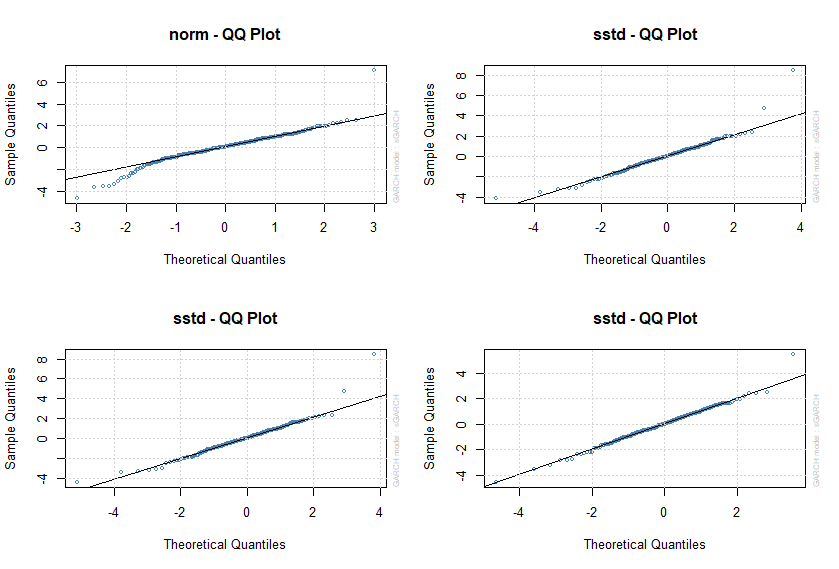 norm - QQ Plot
Sample Quantiles
6
4
2
0
-4
-3
-2
-1
0
1
2
3
Theoretical Quantiles
GARCH model : sGARCH
sstd - QQ Plot
Sample Quantiles
8
6
4
2
0
-4
-4
-2
0
2
4
Theoretical Quantiles
GARCH model : sGARCH
sstd - QQ Plot
Sample Quantiles
8
6
4
2
0
-4
-4
-2
0
2
4
Theoretical Quantiles
GARCH model : sGARCH
sstd - QQ Plot
Sample Quantiles
4
2
0
-2
-4
-4
-2
0
2
Theoretical Quantiles
GARCH model : sGARCH